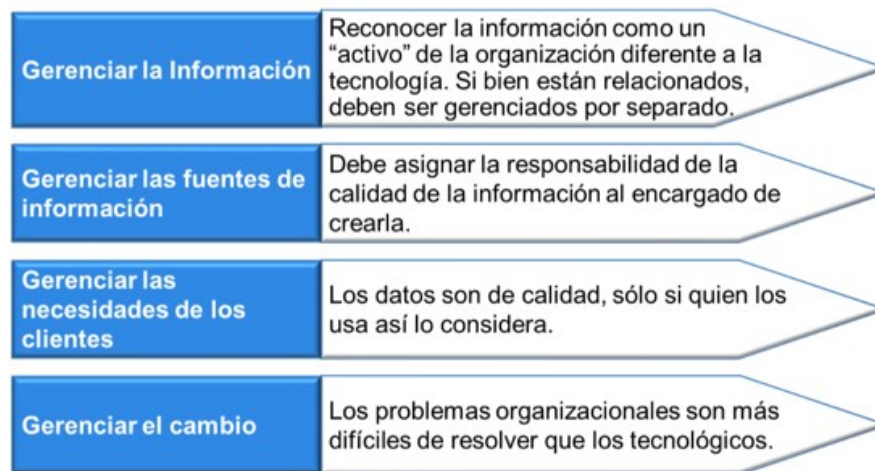 Gerenciar la Información
Reconocer la información como un
“activo” de la organización diferente a la
tecnología. Si bien están relacionados,
deben ser gerenciados por separado.
Gerenciar las fuentes de
información
Debe asignar la responsabilidad de la
calidad de la información al encargado de
crearla.
Gerenciar las
necesidades de los
clientes
Los datos son de calidad, sólo si quien los
usa así lo considera.
Gerenciar el cambio
Los problemas organizacionales son más
difíciles de resolver que los tecnológicos.